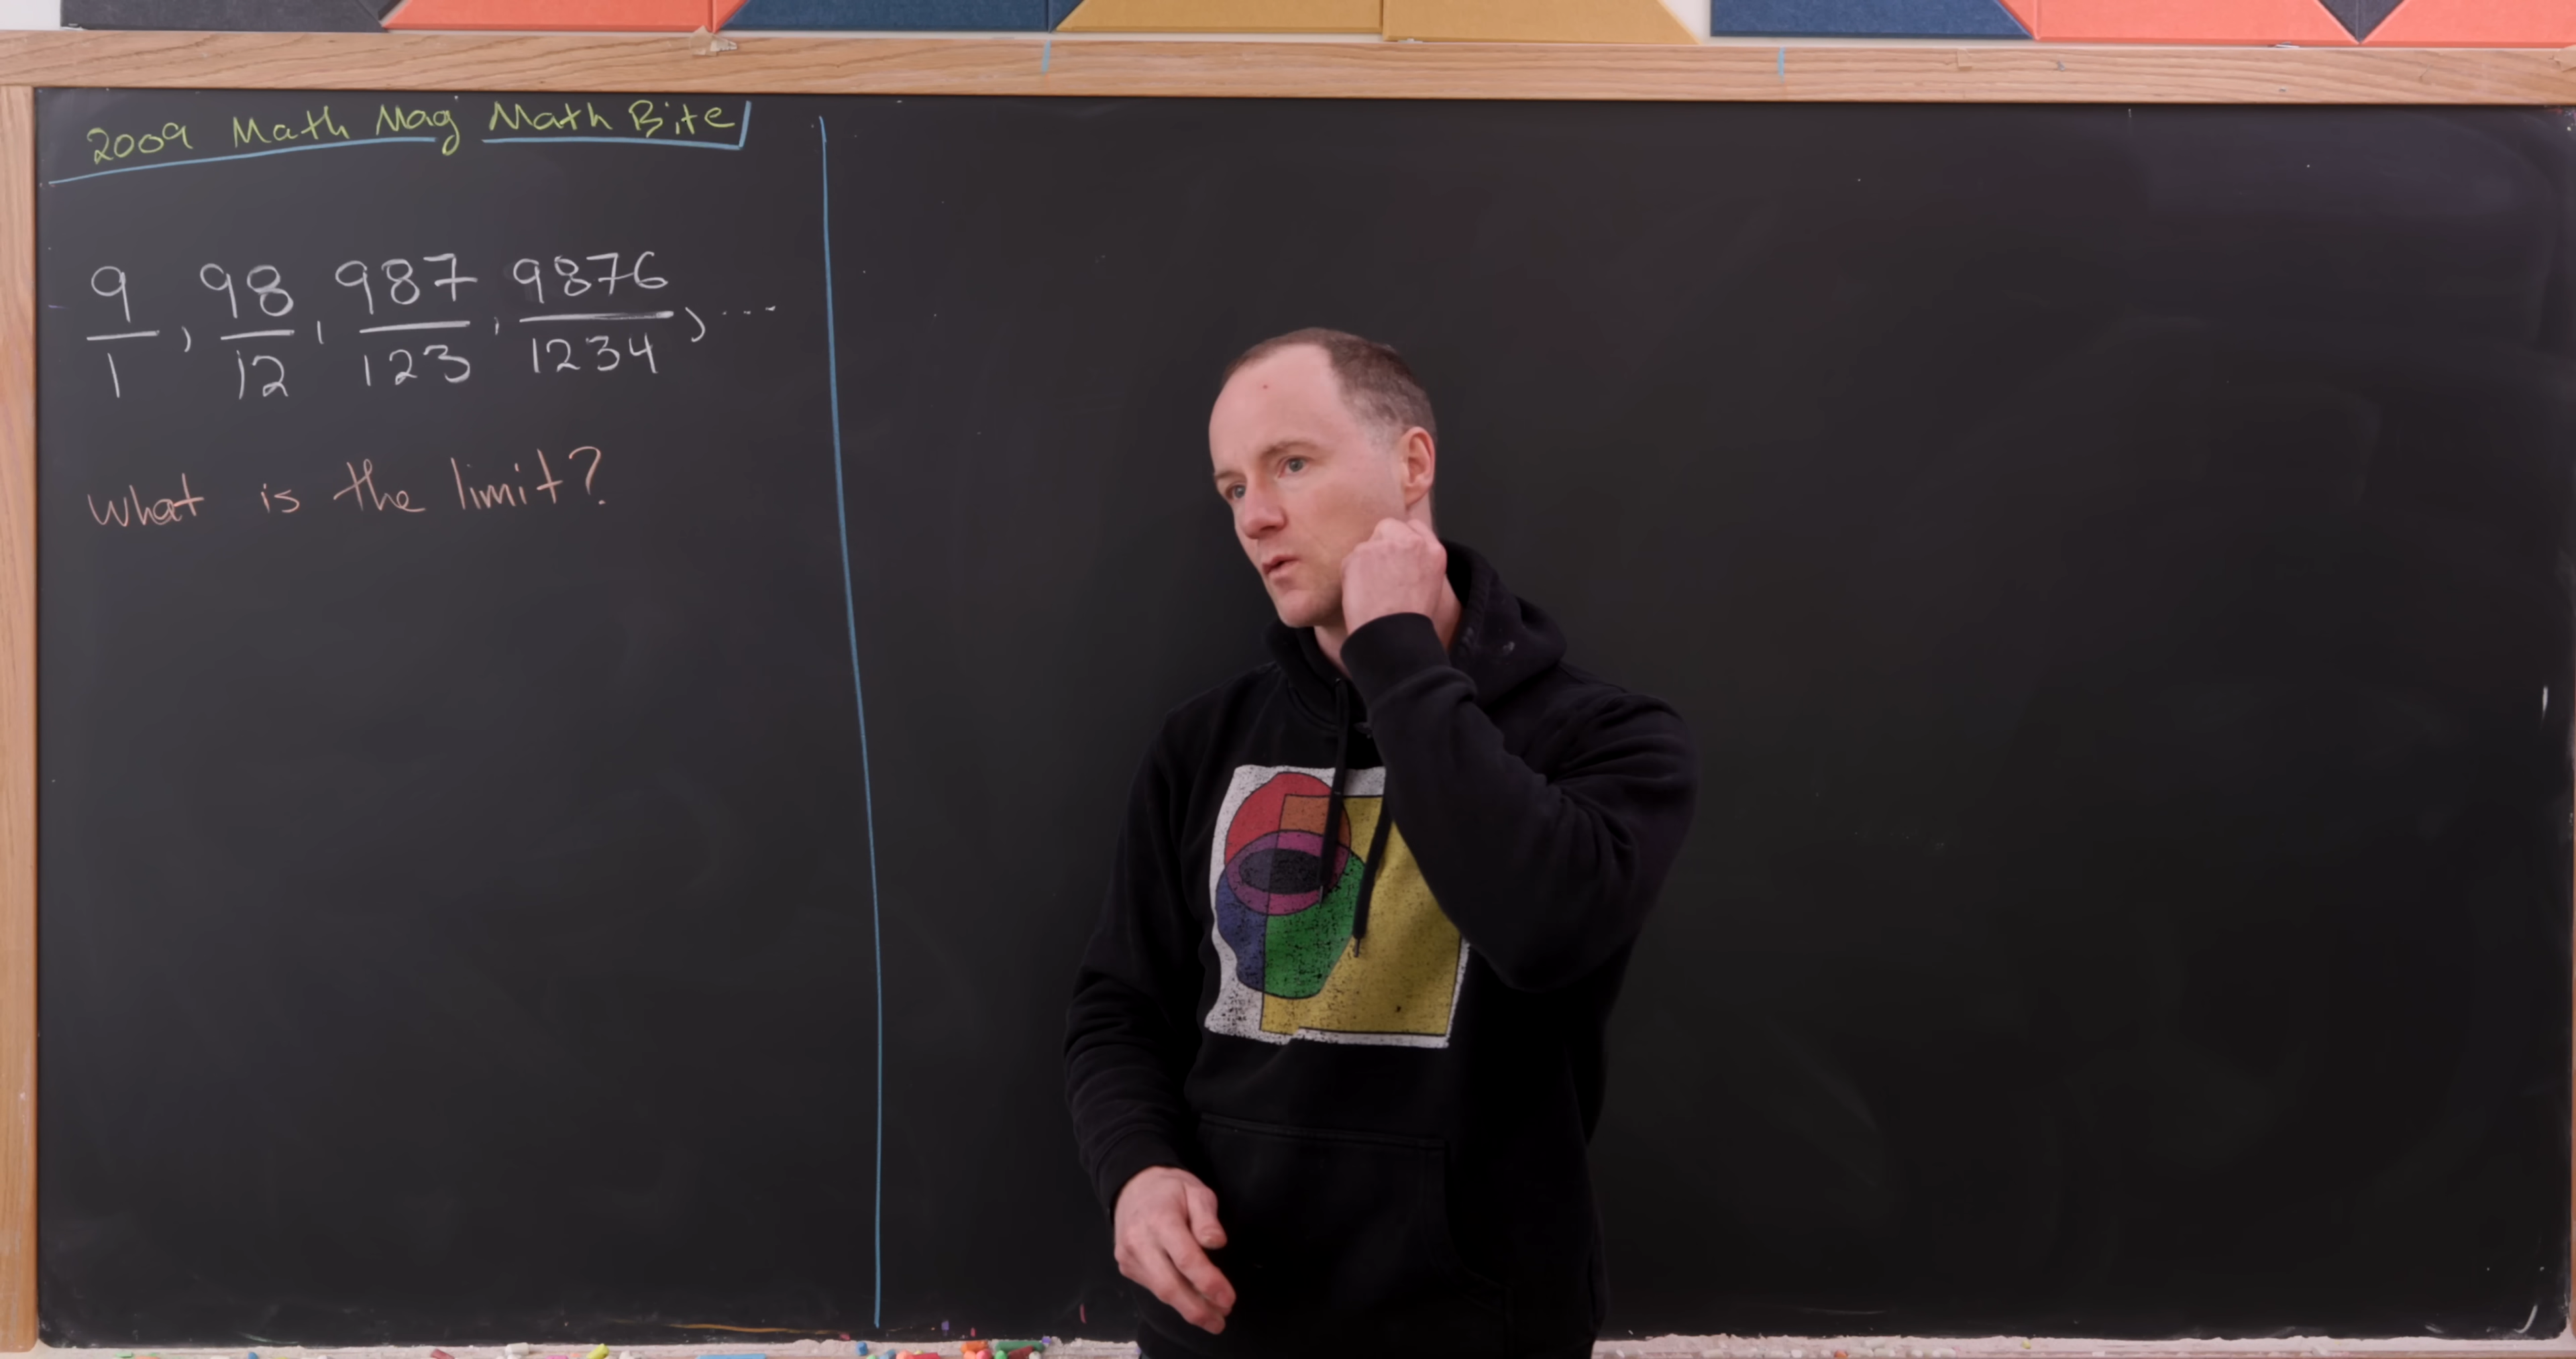 2009 Math Mag Math Bite
9/1, 98/12, 987/123, 9876/1234, ...
What is the limit?